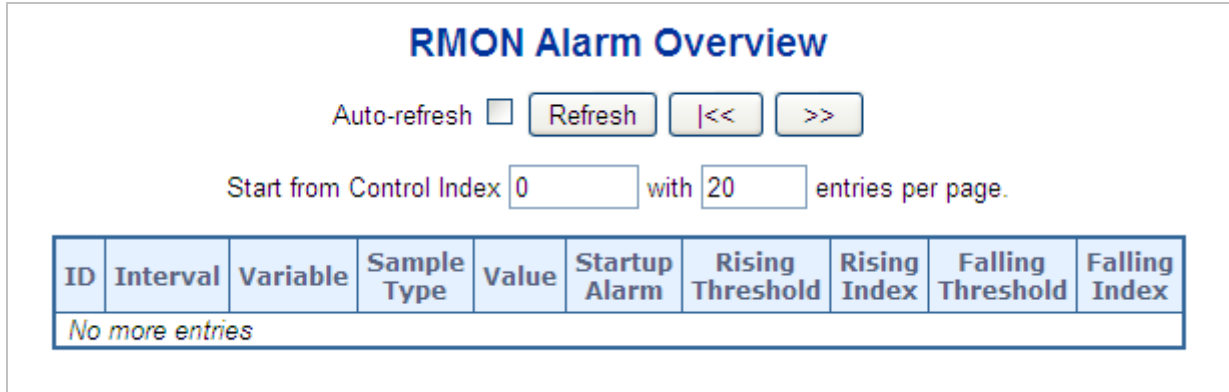 RMON Alarm Overview
Auto-refresh Refresh |<< >>
Start from Control Index 0 with 20 entries per page.
ID Interval Variable Sample Type Value Startup Alarm Rising Threshold Rising Index Falling Threshold Falling Index
No more entries